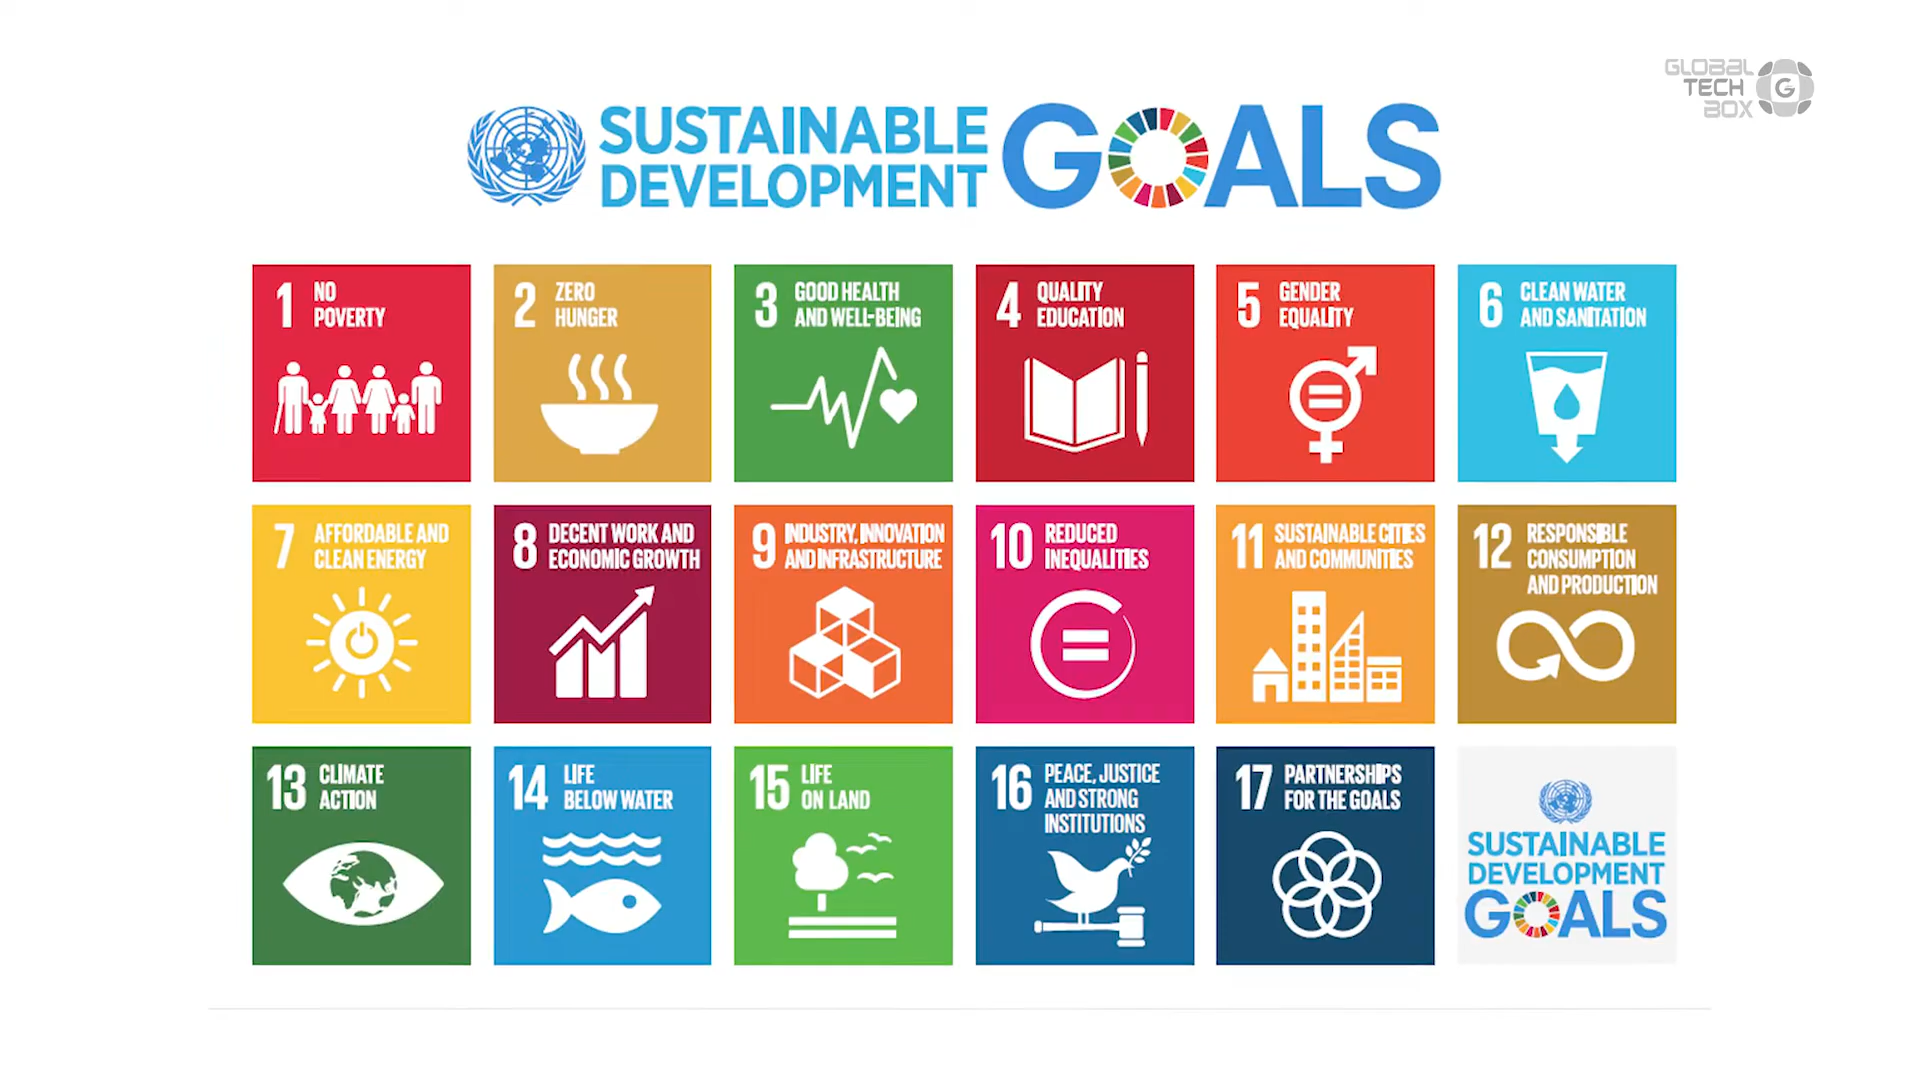 GLOBAL
TECH
BOX
G
SUSTAINABLE
DEVELOPMENT
GOALS
1 NO
POVERTY
2 ZERO
HUNGER
3 GOOD HEALTH
AND WELL-BEING
4 QUALITY
EDUCATION
5 GENDER
EQUALITY
6 CLEAN WATER
AND SANITATION
7 AFFORDABLE AND
CLEAN ENERGY
8 DECENT WORK AND
ECONOMIC GROWTH
9 INDUSTRY, INNOVATION
AND INFRASTRUCTURE
10 REDUCED
INEQUALITIES
11 SUSTAINABLE CITIES
AND COMMUNITIES
12 RESPONSIBLE
CONSUMPTION
AND PRODUCTION
13 CLIMATE
ACTION
14 LIFE
BELOW WATER
15 LIFE
ON LAND
16 PEACE, JUSTICE
AND STRONG
INSTITUTIONS
17 PARTNERSHIPS
FOR THE GOALS
SUSTAINABLE
DEVELOPMENT
GOALS